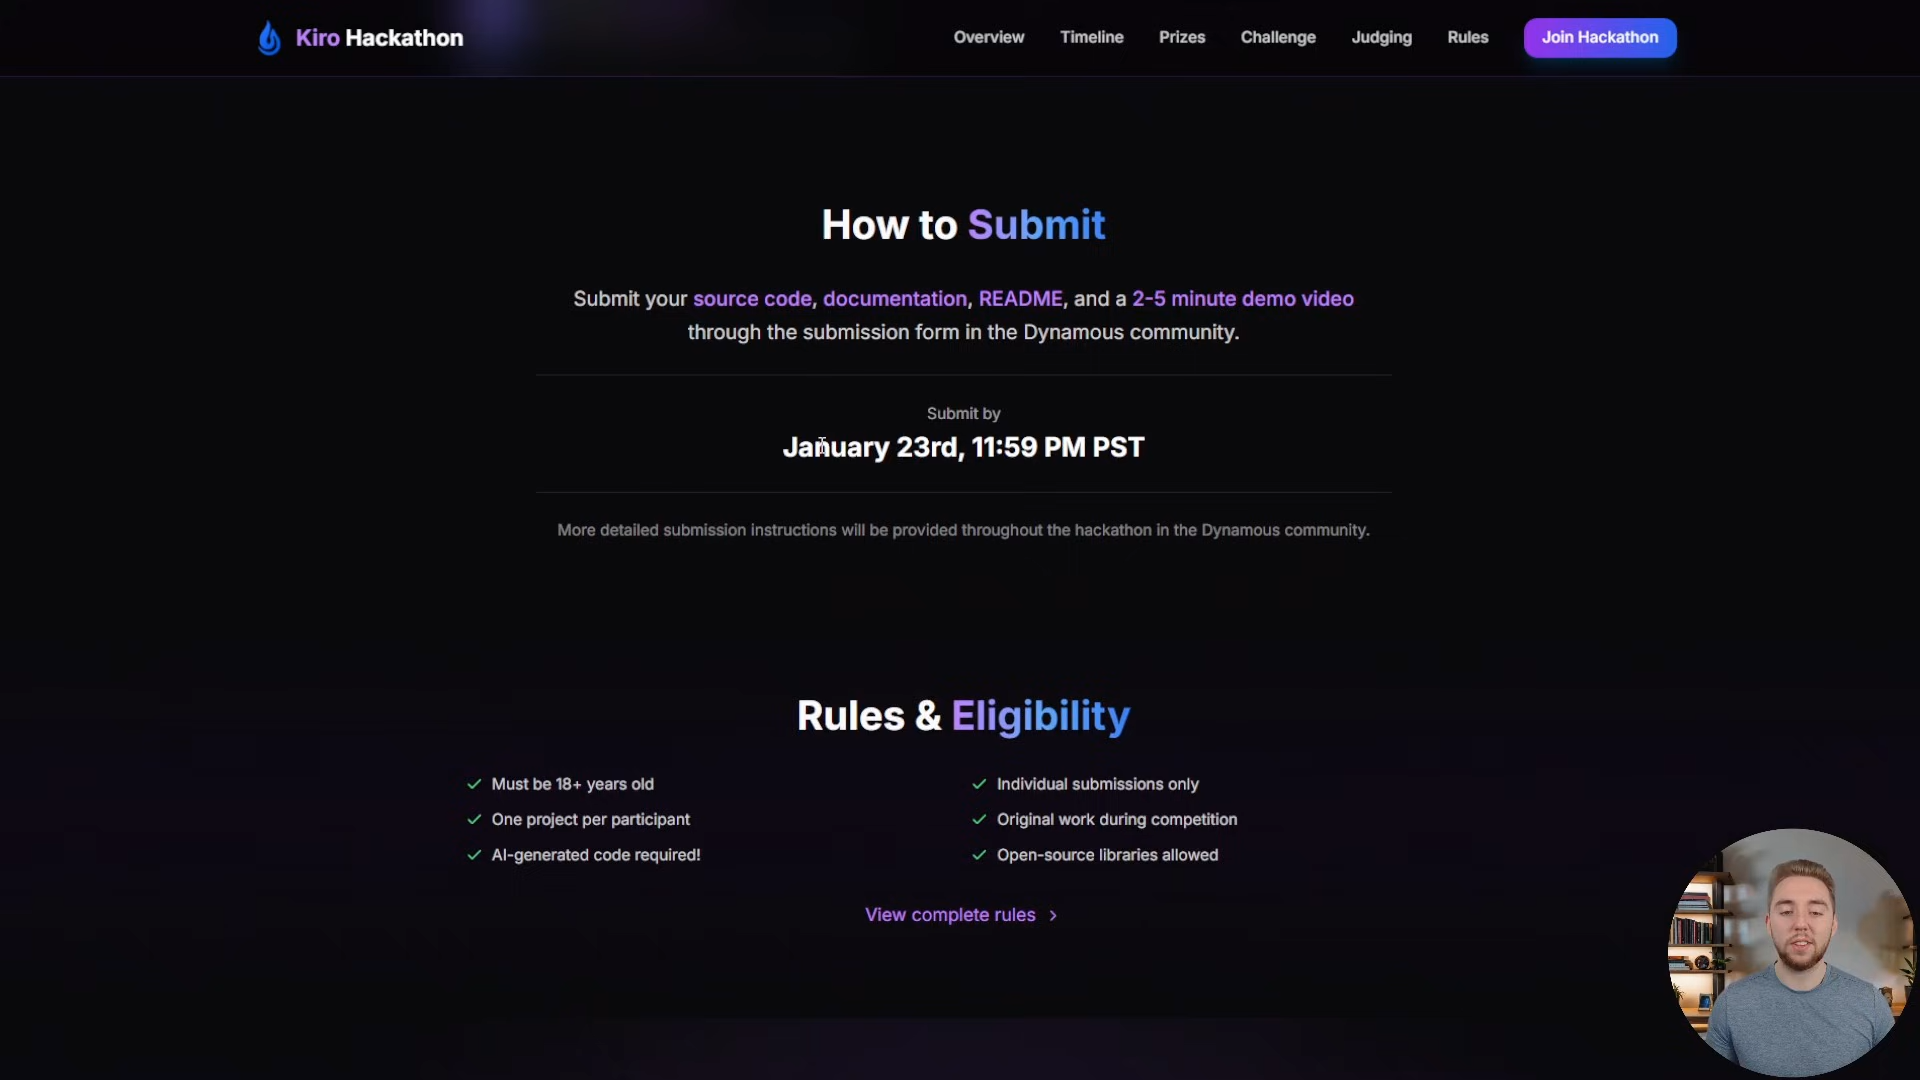 Kiro Hackathon
Overview Timeline Prizes Challenge Judging Rules Join Hackathon
How to Submit
Submit your source code, documentation, README, and a 2-5 minute demo video
through the submission form in the Dynamous community.
Submit by
January 23rd, 11:59 PM PST
More detailed submission instructions will be provided throughout the hackathon in the Dynamous community.
Rules & Eligibility
Must be 18+ years old
Individual submissions only
One project per participant
Original work during competition
AI-generated code required!
Open-source libraries allowed
View complete rules